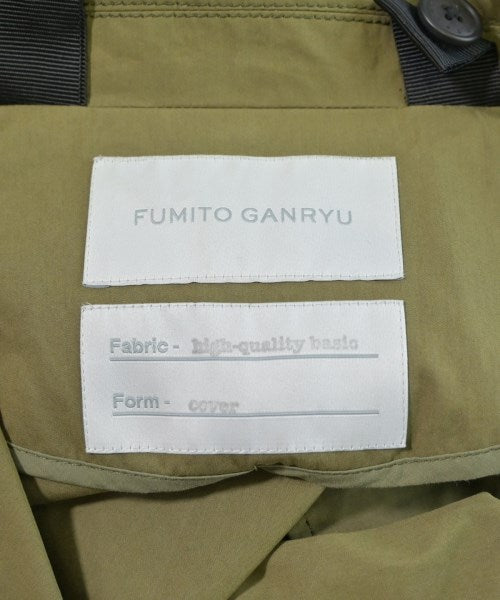 FUMITO GANRYU
Fabric - high-quality basic
Form - cover